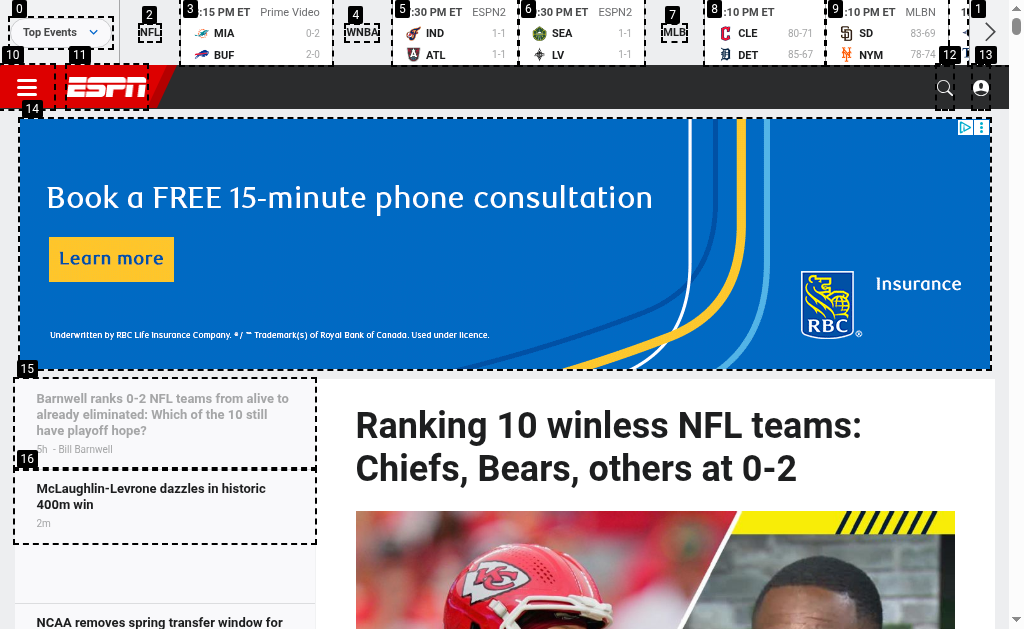 0
Top Events
2
NFL
3
:15 PM ET Prime Video
MIA 0-2
BUF 2-0
4
WNBA
5
:30 PM ET ESPN2
IND 1-1
ATL 1-1
6
:30 PM ET ESPN2
SEA 1-1
LV 1-1
7
MLB
8
:10 PM ET
CLE 80-71
DET 85-67
9
:10 PM ET MLBN
SD 83-69
NYM 78-74
1
10
11
ESPN
12
13
14
Book a FREE 15-minute phone consultation
Learn more
Insurance
RBC
®
Underwritten by RBC Life Insurance Company. ® / ™ Trademark(s) of Royal Bank of Canada. Used under licence.
15
Barnwell ranks 0-2 NFL teams from alive to
already eliminated: Which of the 10 still
have playoff hope?
5h - Bill Barnwell
16
McLaughlin-Levrone dazzles in historic
400m win
2m
NCAA removes spring transfer window for
Ranking 10 winless NFL teams:
Chiefs, Bears, others at 0-2
KC